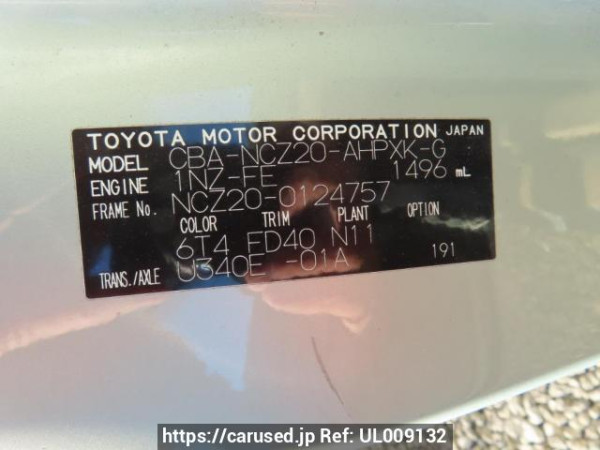 TOYOTA MOTOR CORPORATION JAPAN
MODEL CBA-NCZ20-AHPXK-G
ENGINE 1NZ-FE 1496 mL
FRAME No. NCZ20-0124757
COLOR TRIM PLANT OPTION
6T4 FD40 N11
TRANS./AXLE U340E -01A 191
https://carused.jp Ref: UL009132